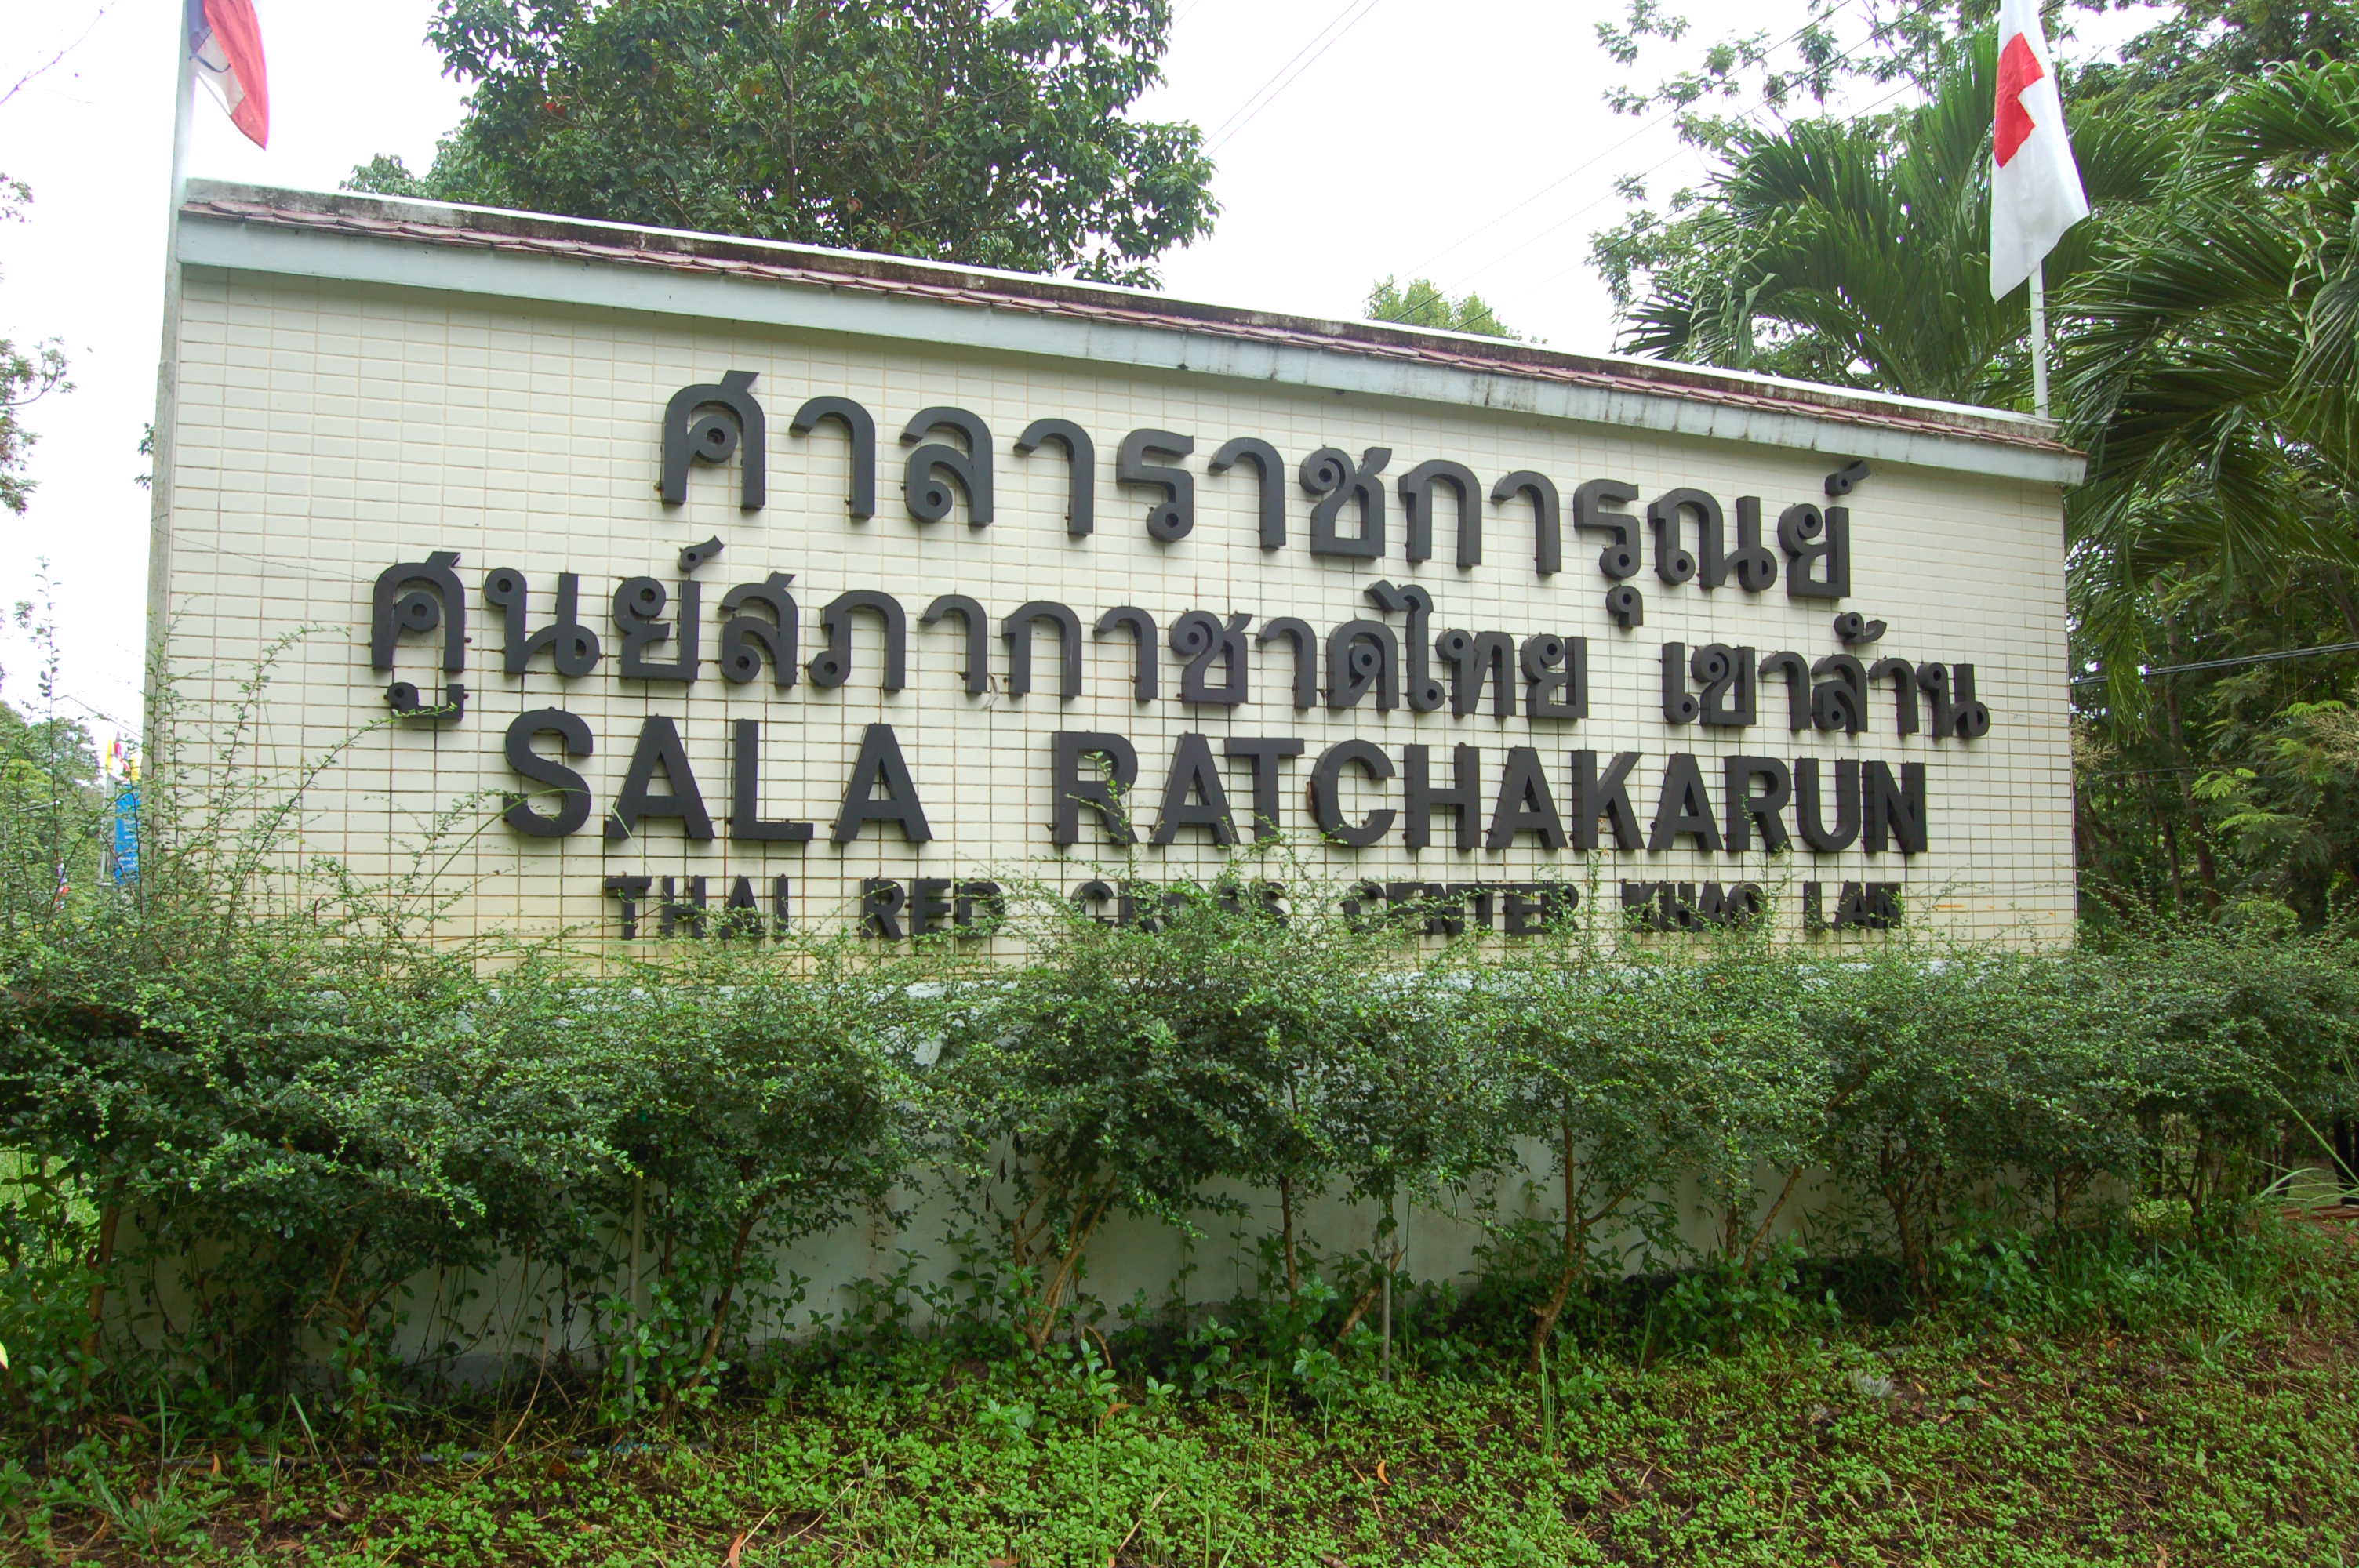 ศาลาราชการุณย์
ศูนย์สภากาชาดไทย เขาล้าน
SALA RATCHAKARUN
THAI RED CROSS CENTER KHAO LAN